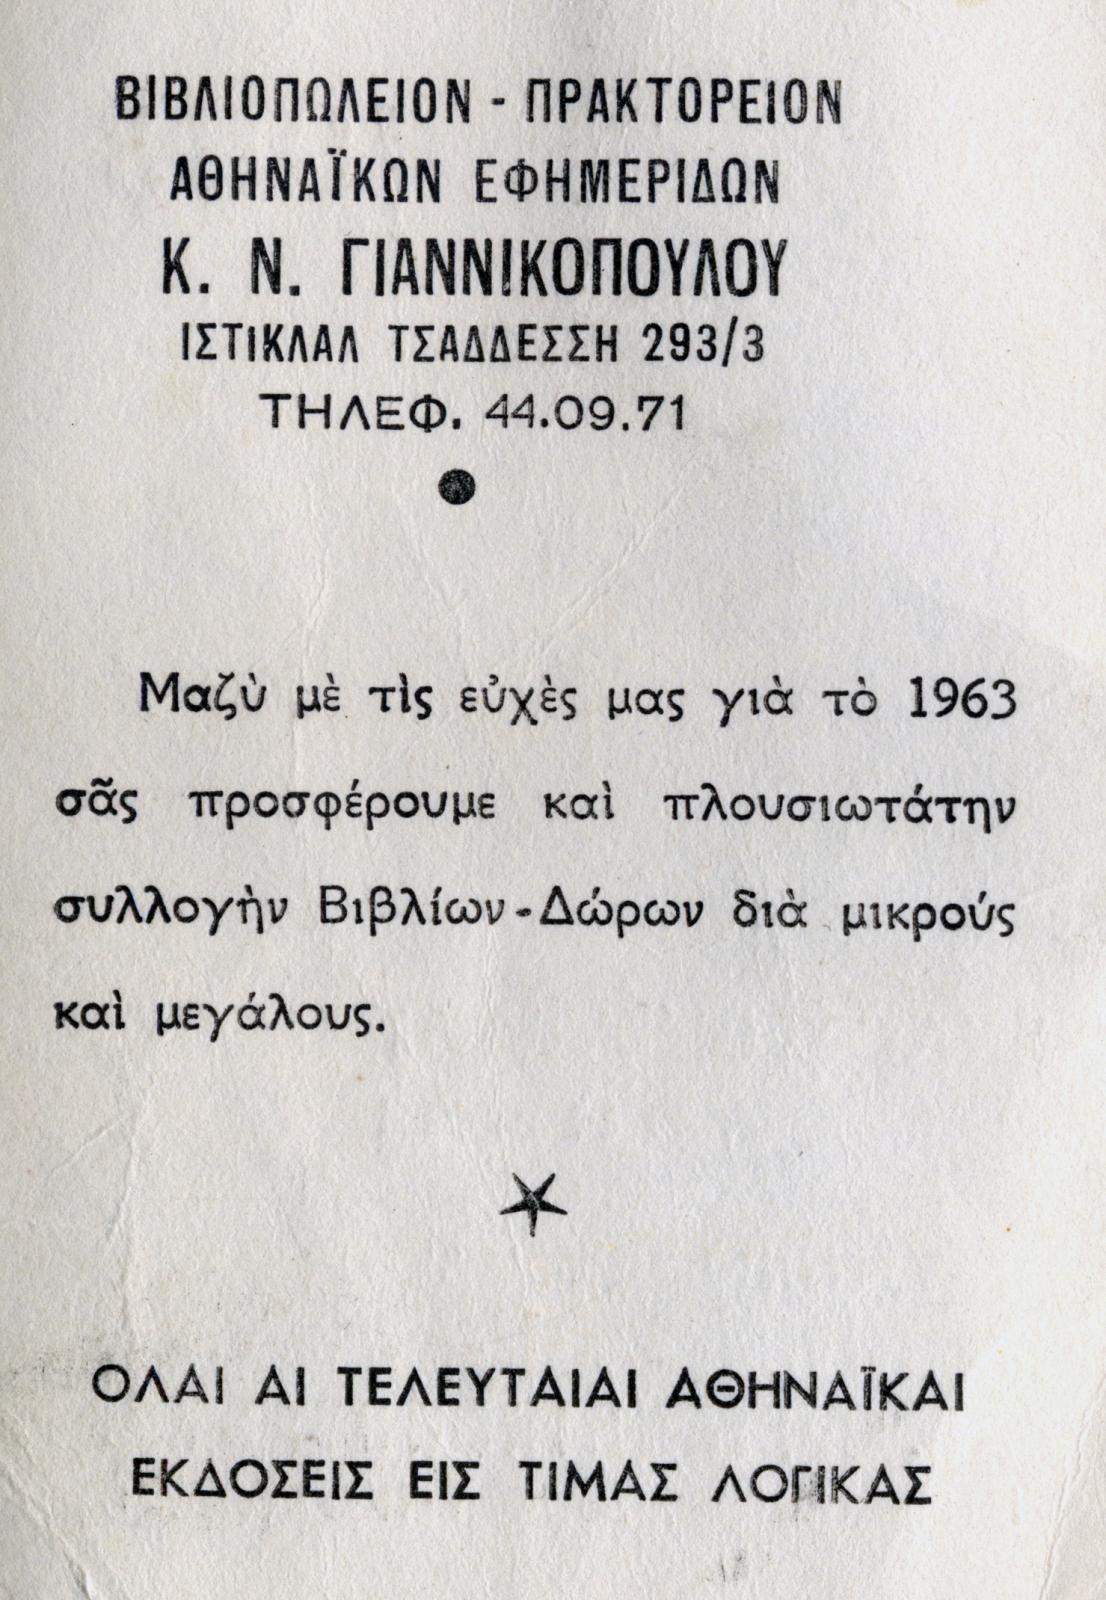 ΒΙΒΛΙΟΠΩΛΕΙΟΝ - ΠΡΑΚΤΟΡΕΙΟΝ
ΑΘΗΝΑΪΚΩΝ ΕΦΗΜΕΡΙΔΩΝ
Κ. Ν. ΓΙΑΝΝΙΚΟΠΟΥΛΟΥ
ΙΣΤΙΚΛΑΛ ΤΣΑΔΔΕΣΣΗ 293/3
ΤΗΛΕΦ. 44.09.71
Μαζὺ μὲ τὶς εὐχὲς μας γιὰ τὸ 1963
σᾶς προσφέρουμε καὶ πλουσιωτάτην
συλλογὴν Βιβλίων-Δώρων διὰ μικρούς
καὶ μεγάλους.
ΟΛΑΙ ΑΙ ΤΕΛΕΥΤΑΙΑΙ ΑΘΗΝΑΪΚΑΙ
ΕΚΔΟΣΕΙΣ ΕΙΣ ΤΙΜΑΣ ΛΟΓΙΚΑΣ